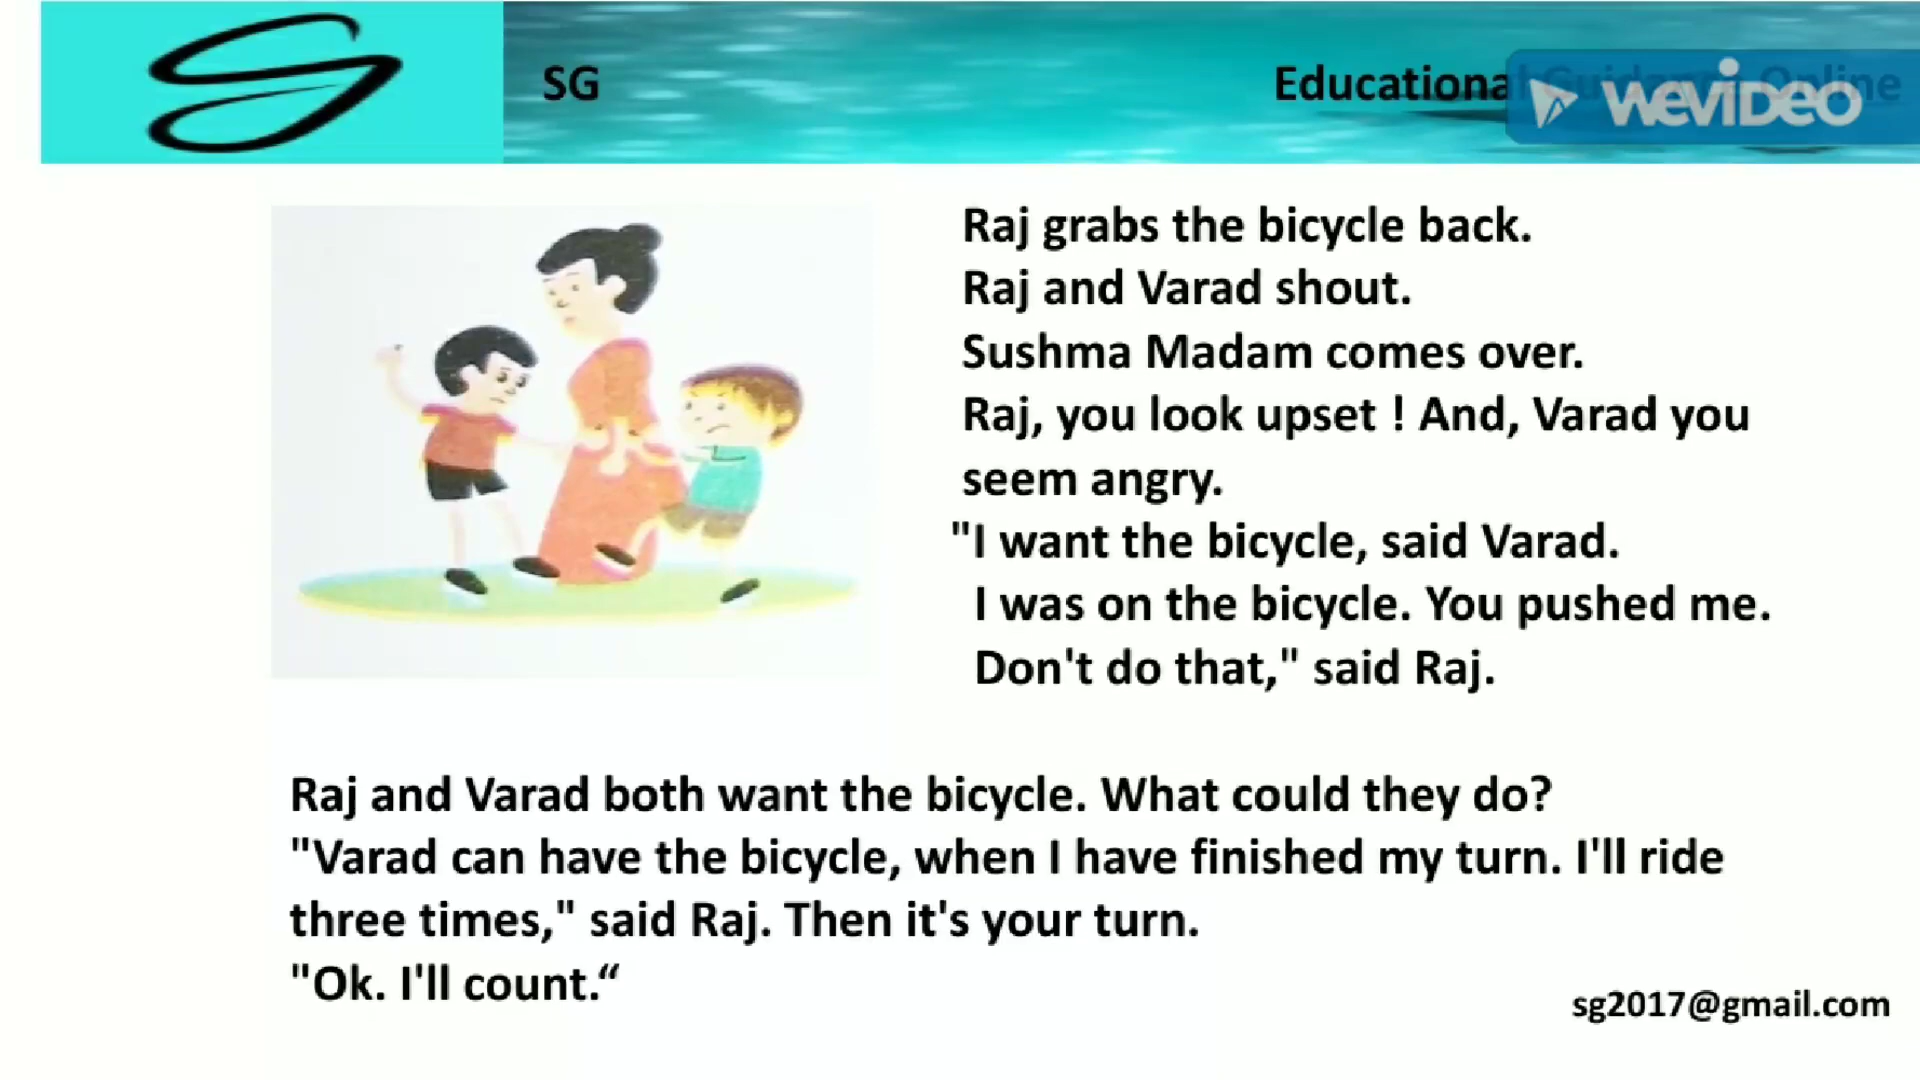 SG
Educational Guidance Online
WEVIDEO
Raj grabs the bicycle back.
Raj and Varad shout.
Sushma Madam comes over.
Raj, you look upset ! And, Varad you
seem angry.
"I want the bicycle, said Varad.
I was on the bicycle. You pushed me.
Don't do that," said Raj.
Raj and Varad both want the bicycle. What could they do?
"Varad can have the bicycle, when I have finished my turn. I'll ride
three times," said Raj. Then it's your turn.
"Ok. I'll count.“
sg2017@gmail.com